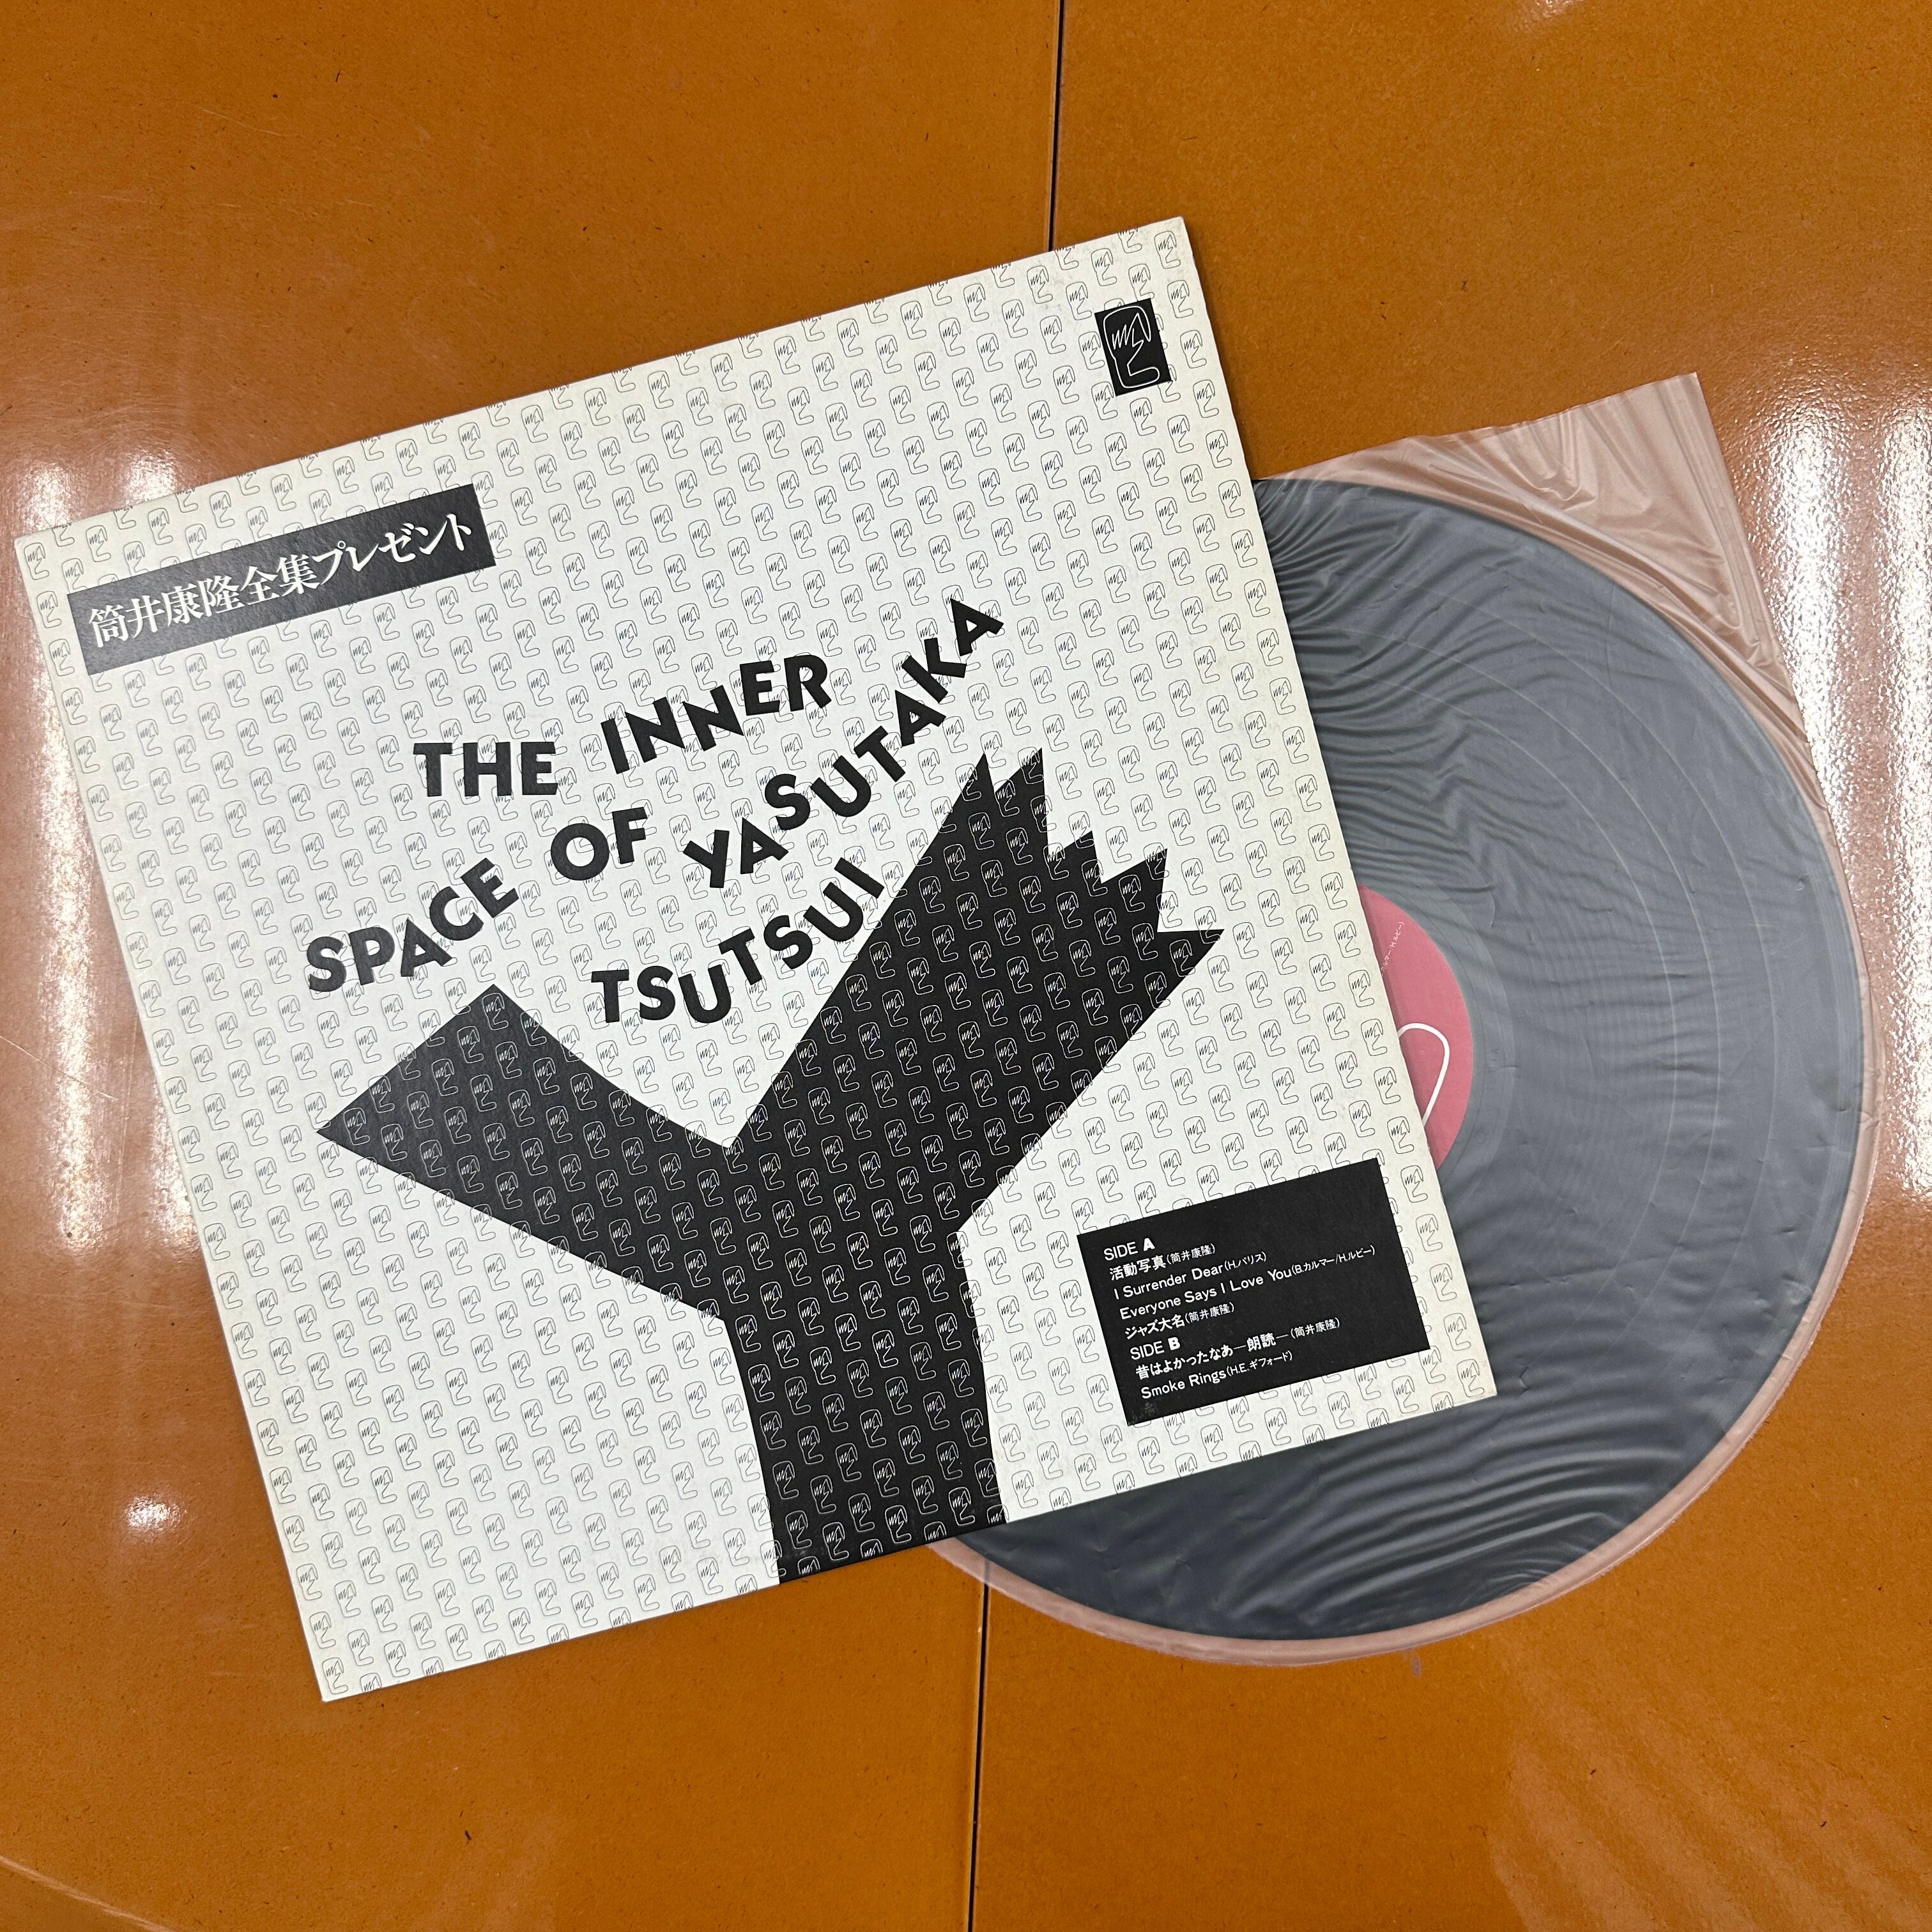 筒井康隆全集プレゼント
THE INNER
SPACE OF YASUTAKA
TSUTSUI
SIDE A
活動写真(筒井康隆)
I Surrender Dear(H.バリス)
Everyone Says I Love You(B.カルマー/H.ルビー)
ジャズ大名(筒井康隆)
SIDE B
昔はよかったなあ―朗読―(筒井康隆)
Smoke Rings(H.E.ギフォード)